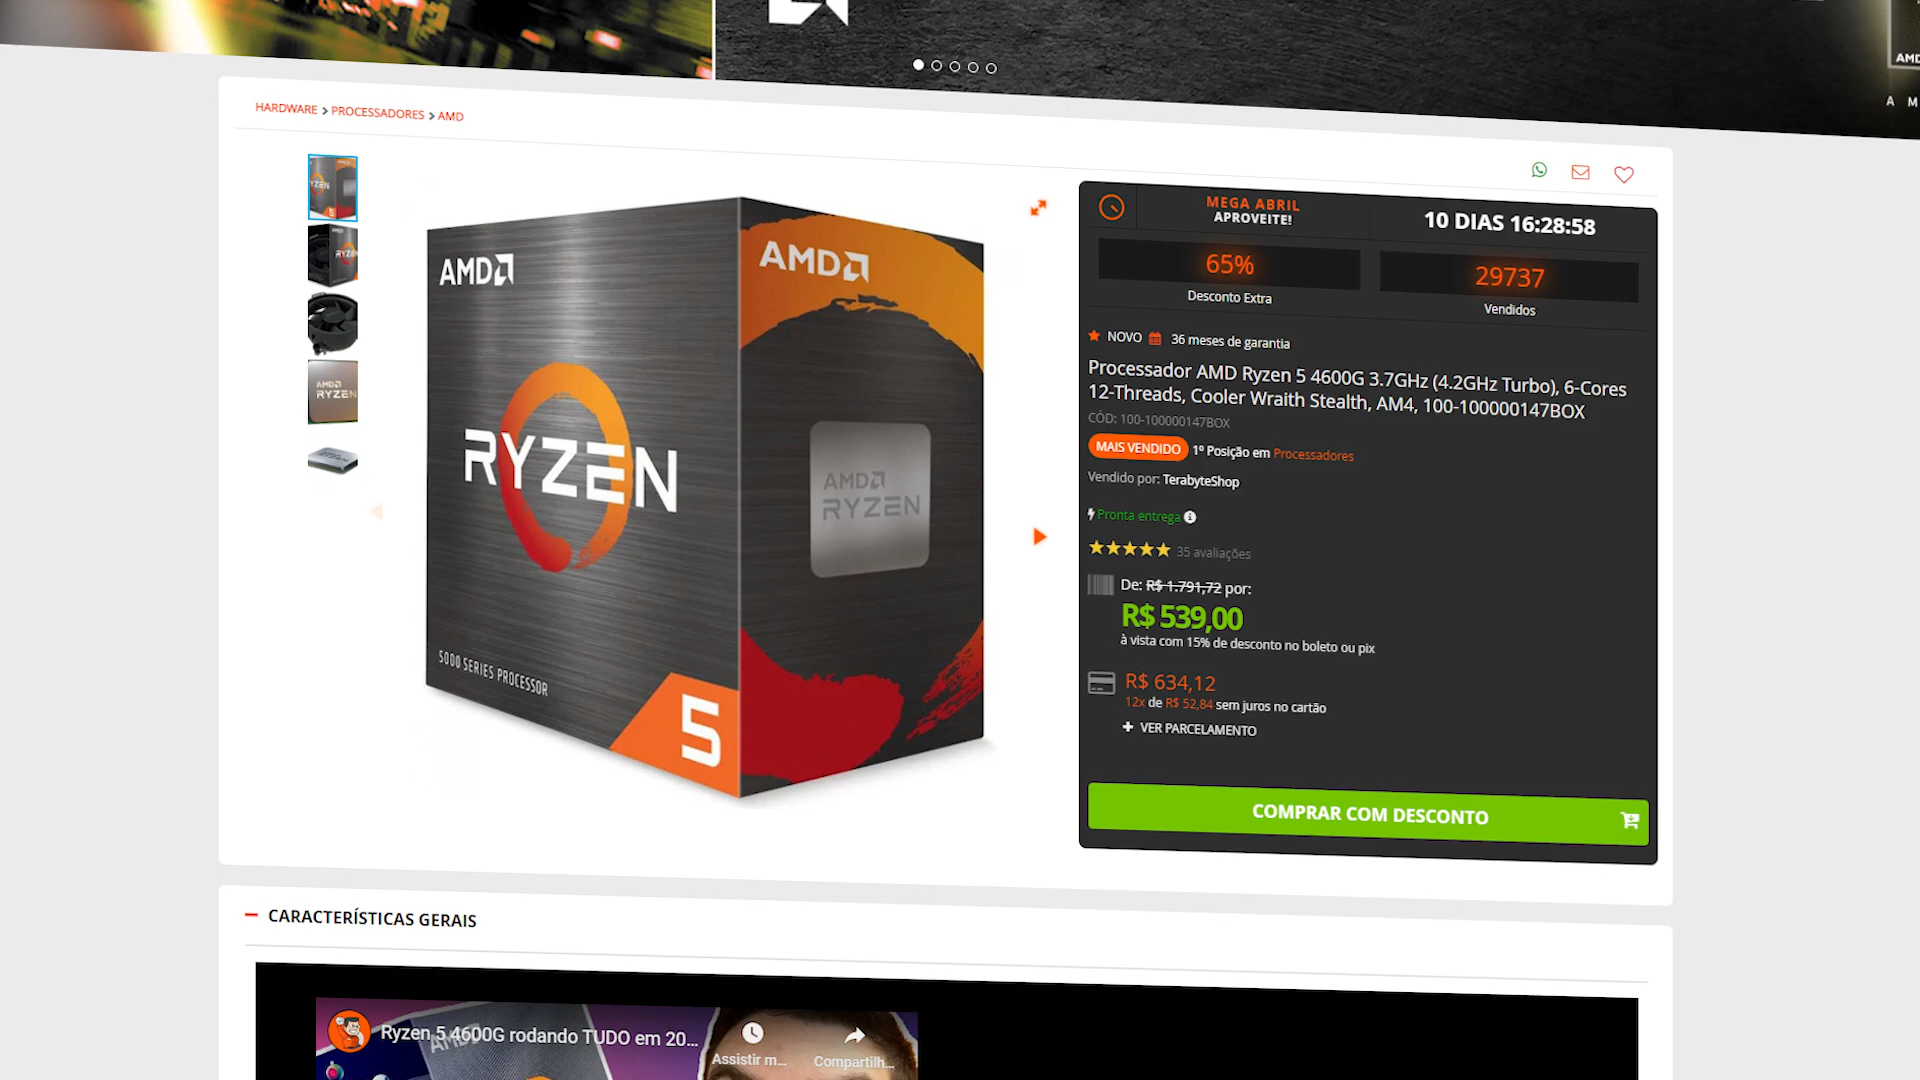 AMD
A M
HARDWARE > PROCESSADORES > AMD
MEGA ABRIL
APROVEITE!
10 DIAS 16:28:58
65%
Desconto Extra
29737
Vendidos
NOVO
36 meses de garantia
Processador AMD Ryzen 5 4600G 3.7GHz (4.2GHz Turbo), 6-Cores
12-Threads, Cooler Wraith Stealth, AM4, 100-100000147BOX
CÓD: 100-100000147BOX
MAIS VENDIDO 1º Posição em Processadores
Vendido por: TerabyteShop
Pronta entrega
35 avaliações
De: R$ 1.791,72 por:
R$ 539,00
à vista com 15% de desconto no boleto ou pix
R$ 634,12
12x de R$ 52,84 sem juros no cartão
+ VER PARCELAMENTO
COMPRAR COM DESCONTO
AMD
RYZEN
5000 SERIES PROCESSOR
5
AMD
AMD
RYZEN
RYZEN
5
RYZEN
AMD
RYZEN
CARACTERÍSTICAS GERAIS
Ryzen 5 4600G rodando TUDO em 20...
Assistir m...
Compartilh...